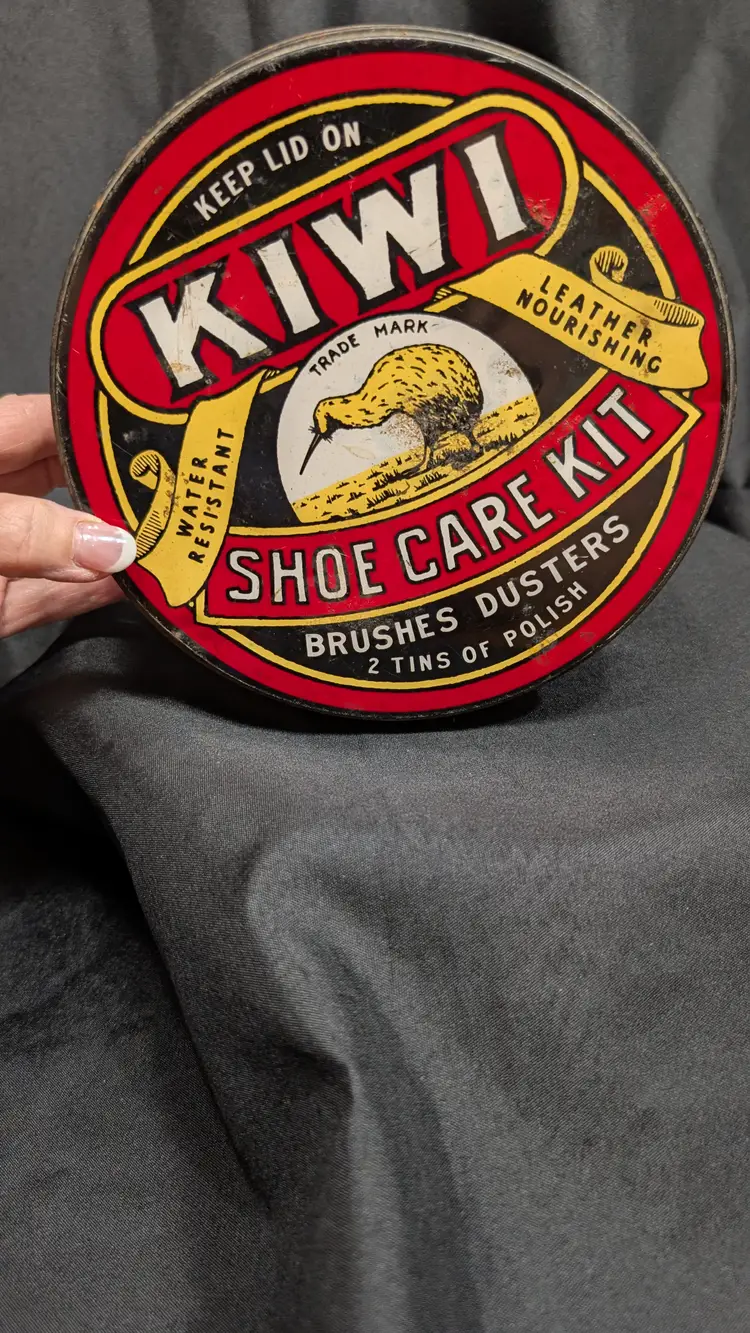 KEEP LID ON
KIWI
LEATHER
NOURISHING
TRADE MARK
WATER
RESISTANT
SHOE CARE KIT
BRUSHES DUSTERS
2 TINS OF POLISH